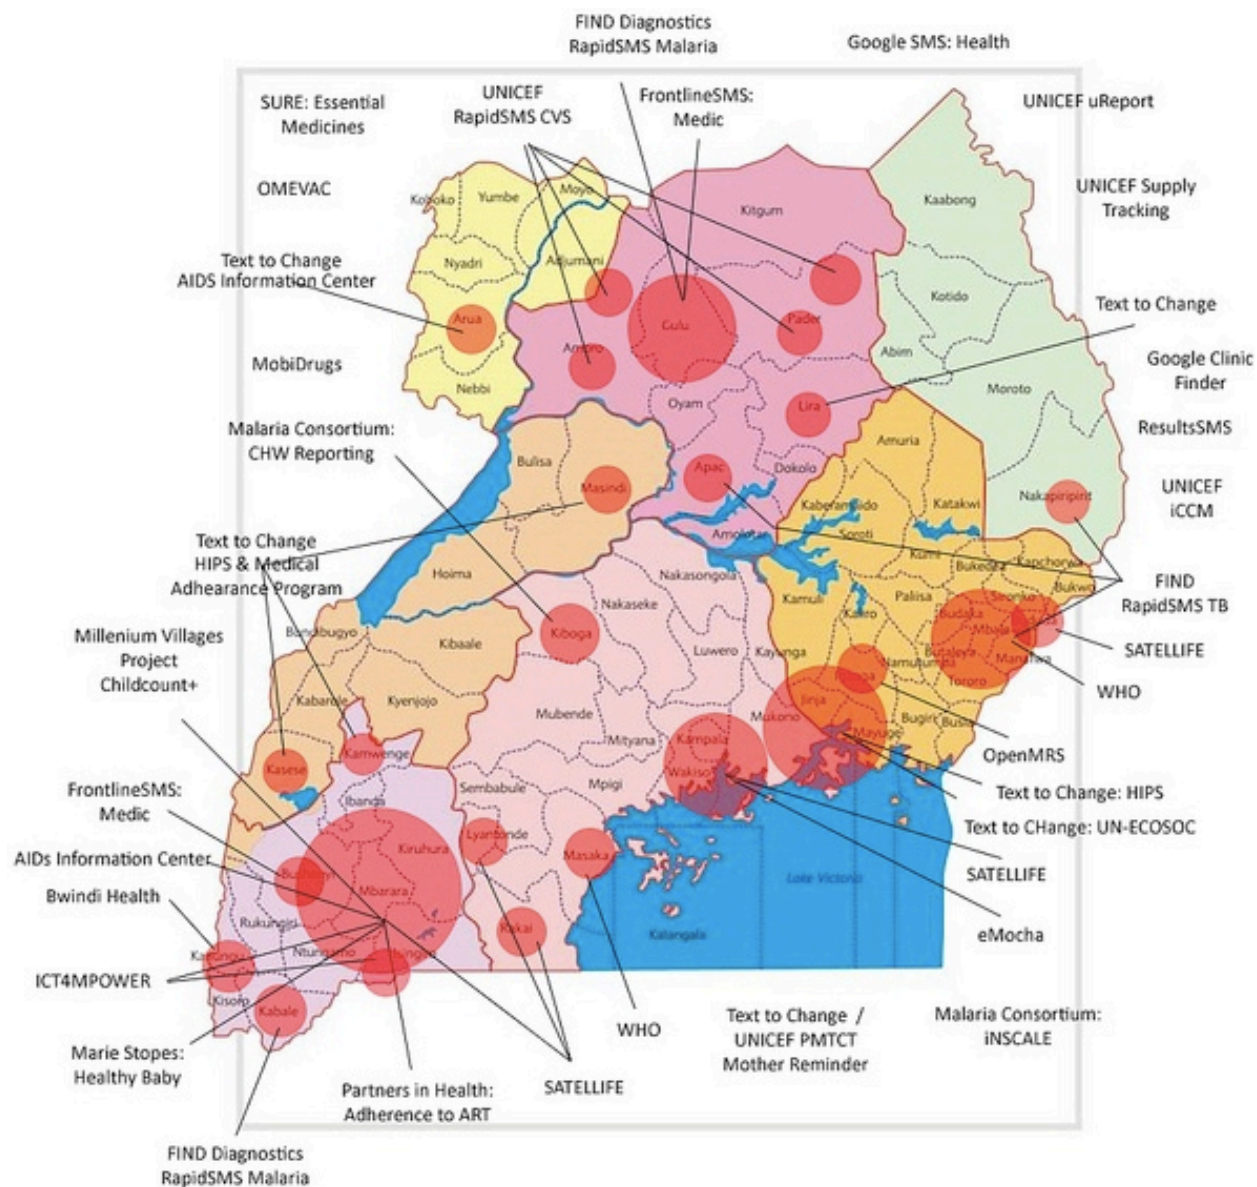 FIND Diagnostics
RapidSMS Malaria
Google SMS: Health
SURE: Essential
Medicines
UNICEF
RapidSMS CVS
FrontlineSMS:
Medic
UNICEF uReport
OMEVAC
UNICEF Supply
Tracking
Koboko
Yumbe
Moyo
Kitgum
Kaabong
Text to Change
AIDS Information Center
Nyadri
Adjumani
Kotido
Text to Change
Arua
Gulu
Pader
Abim
MobiDrugs
Nebbi
Google Clinic
Finder
Oyam
Lira
Moroto
ResultsSMS
Malaria Consortium:
CHW Reporting
Bulisa
Amuria
Masindi
Apac
Dokolo
Katakwi
Nakapiripirit
UNICEF
iCCM
Amolatar
Soroti
Text to Change
HIPS & Medical
Adhearance Program
Hoima
Nakasongola
Kumi
Bukedea
Kapchorwa
Bukwo
FIND
RapidSMS TB
Nakaseke
Kamuli
Pallisa
Budaka
Mbale
Millenium Villages
Project
Childcount+
Bundibugyo
Kibaale
Kiboga
Luwero
Kayunga
Butaleja
SATELLIFE
Kabarole
Kyenjojo
Namutumba
Tororo
WHO
Mubende
Mityana
Mukono
Jinja
Bugiri
Busia
Mayuge
Kampala
Wakiso
OpenMRS
Kasese
Kamwenge
Mpigi
Sembabule
Ibanda
Text to Change: HIPS
FrontlineSMS:
Medic
Text to CHange: UN-ECOSOC
Kiruhura
Lyantonde
Masaka
AIDs Information Center
SATELLIFE
Bwindi Health
Mbarara
Lake Victoria
Rukungiri
Rakai
Katangala
eMocha
Ntungamo
ICT4MPOWER
Kisoro
Kabale
WHO
Text to Change /
UNICEF PMTCT
Mother Reminder
Malaria Consortium:
iNSCALE
Marie Stopes:
Healthy Baby
Partners in Health:
Adherence to ART
SATELLIFE
FIND Diagnostics
RapidSMS Malaria